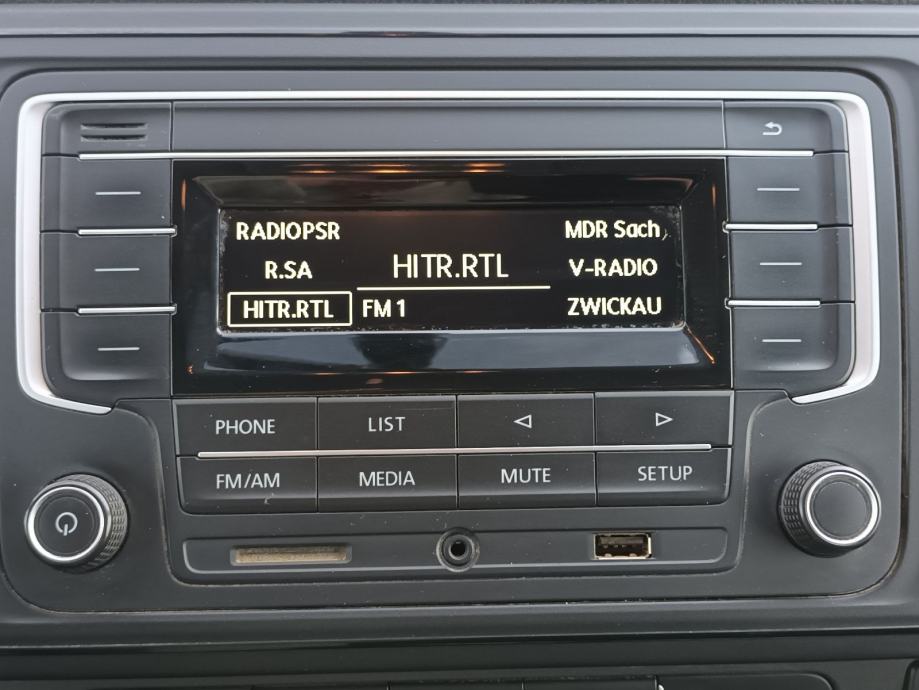 RADIOPSR
MDR Sach
R.SA
HITR.RTL
V-RADIO
HITR.RTL
FM 1
ZWICKAU
PHONE
LIST
FM/AM
MEDIA
MUTE
SETUP